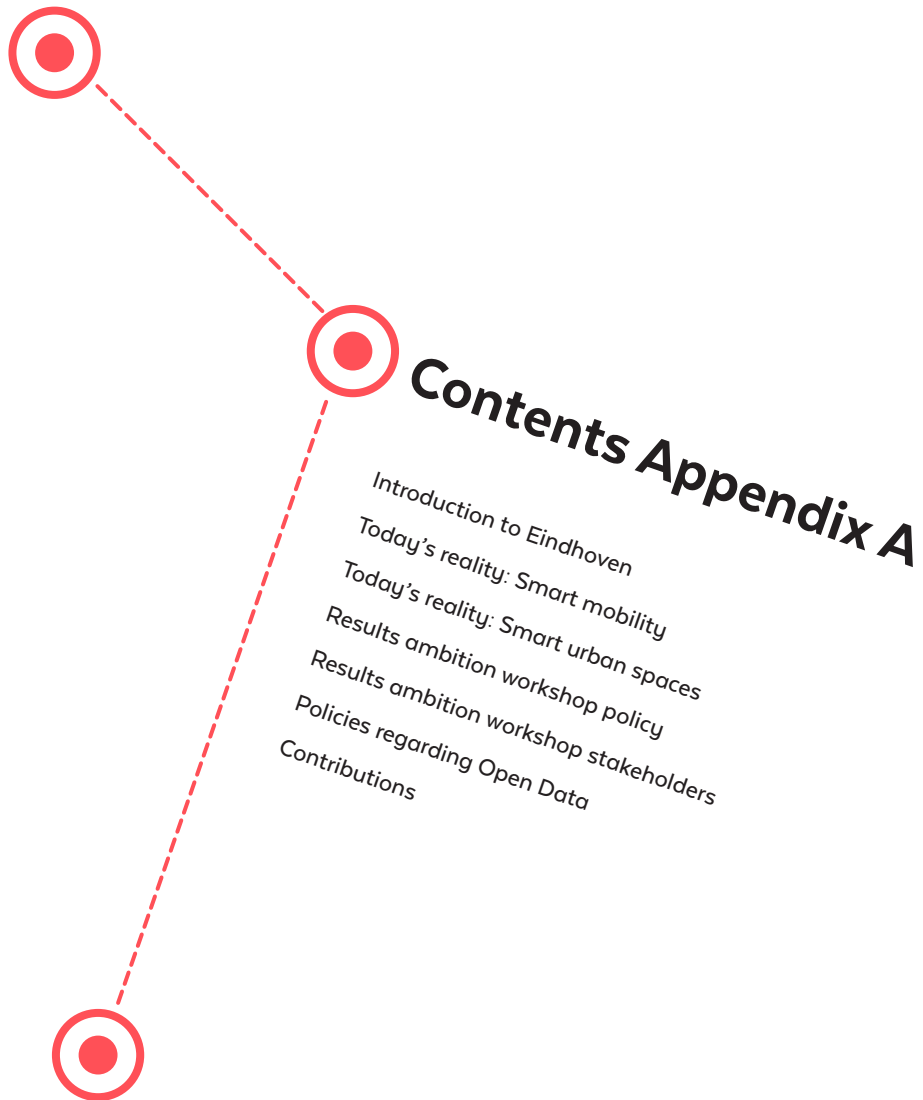 Contents Appendix A
Introduction to Eindhoven
Today’s reality: Smart mobility
Today’s reality: Smart urban spaces
Results ambition workshop policy
Results ambition workshop stakeholders
Policies regarding Open Data
Contributions